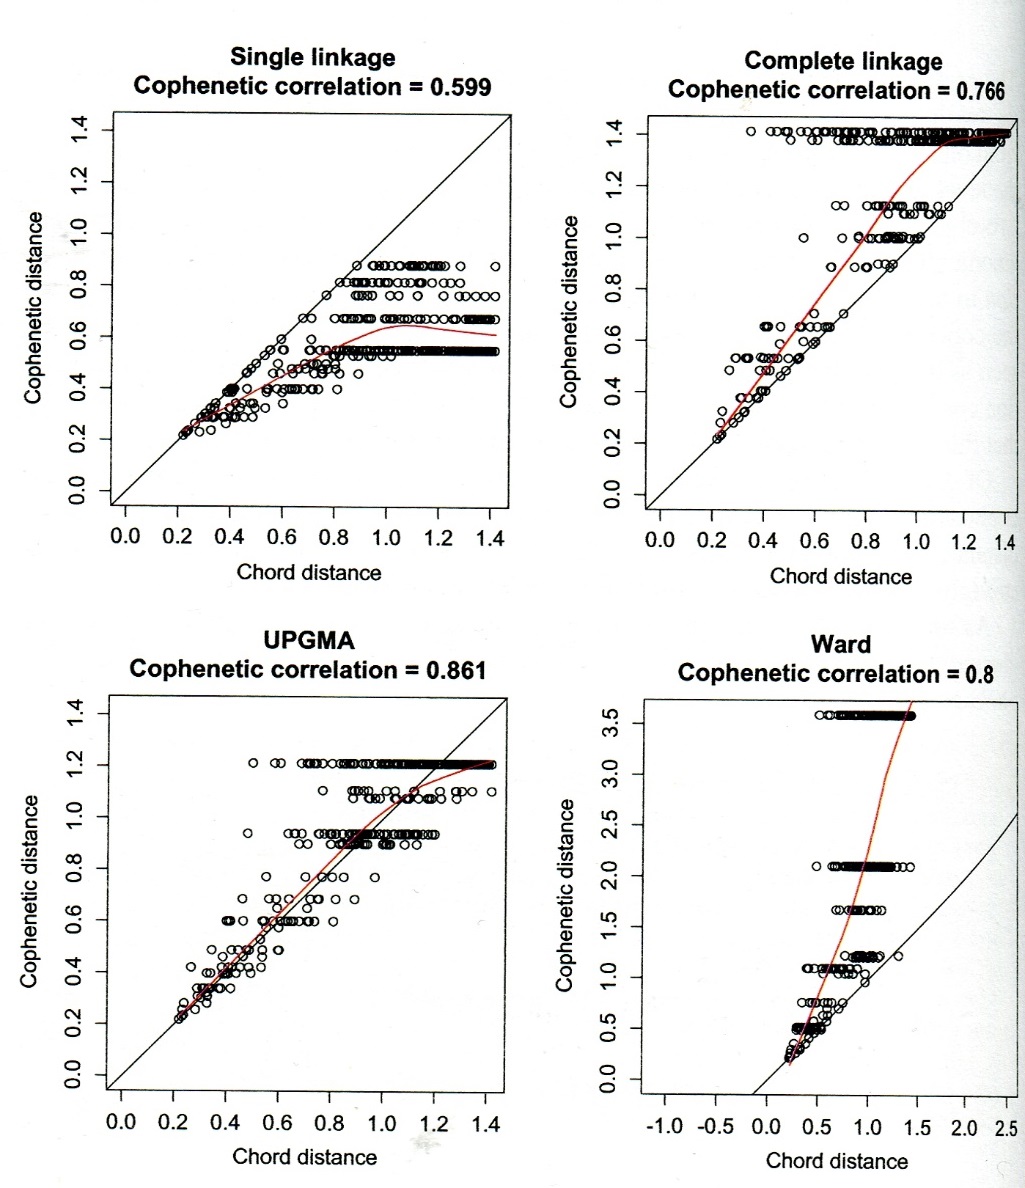 Single linkage
Cophenetic correlation = 0.599
Cophenetic distance
0.0 0.2 0.4 0.6 0.8 1.0 1.2 1.4
0.0 0.2 0.4 0.6 0.8 1.0 1.2 1.4
Chord distance
Complete linkage
Cophenetic correlation = 0.766
Cophenetic distance
0.0 0.2 0.4 0.6 0.8 1.0 1.2 1.4
0.0 0.2 0.4 0.6 0.8 1.0 1.2 1.4
Chord distance
UPGMA
Cophenetic correlation = 0.861
Cophenetic distance
0.0 0.2 0.4 0.6 0.8 1.0 1.2 1.4
0.0 0.2 0.4 0.6 0.8 1.0 1.2 1.4
Chord distance
Ward
Cophenetic correlation = 0.8
Cophenetic distance
0.0 0.5 1.0 1.5 2.0 2.5 3.0 3.5
-1.0 -0.5 0.0 0.5 1.0 1.5 2.0 2.5
Chord distance